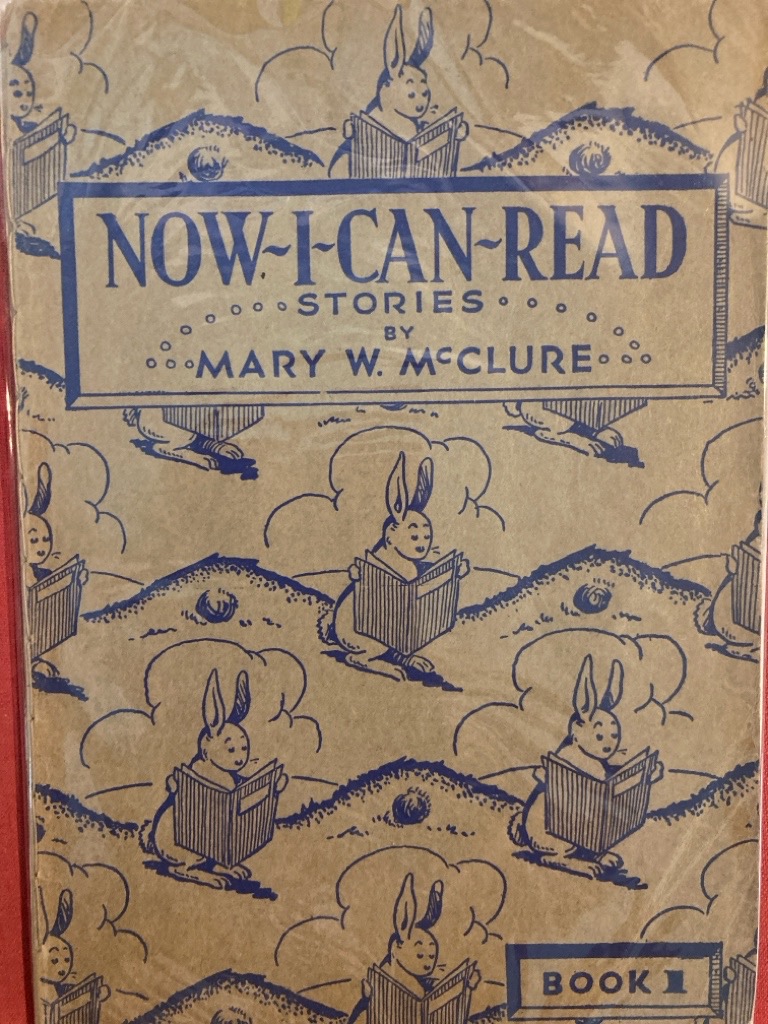 NOW~I~CAN~READ
STORIES
BY
MARY W. McCLURE
BOOK 1